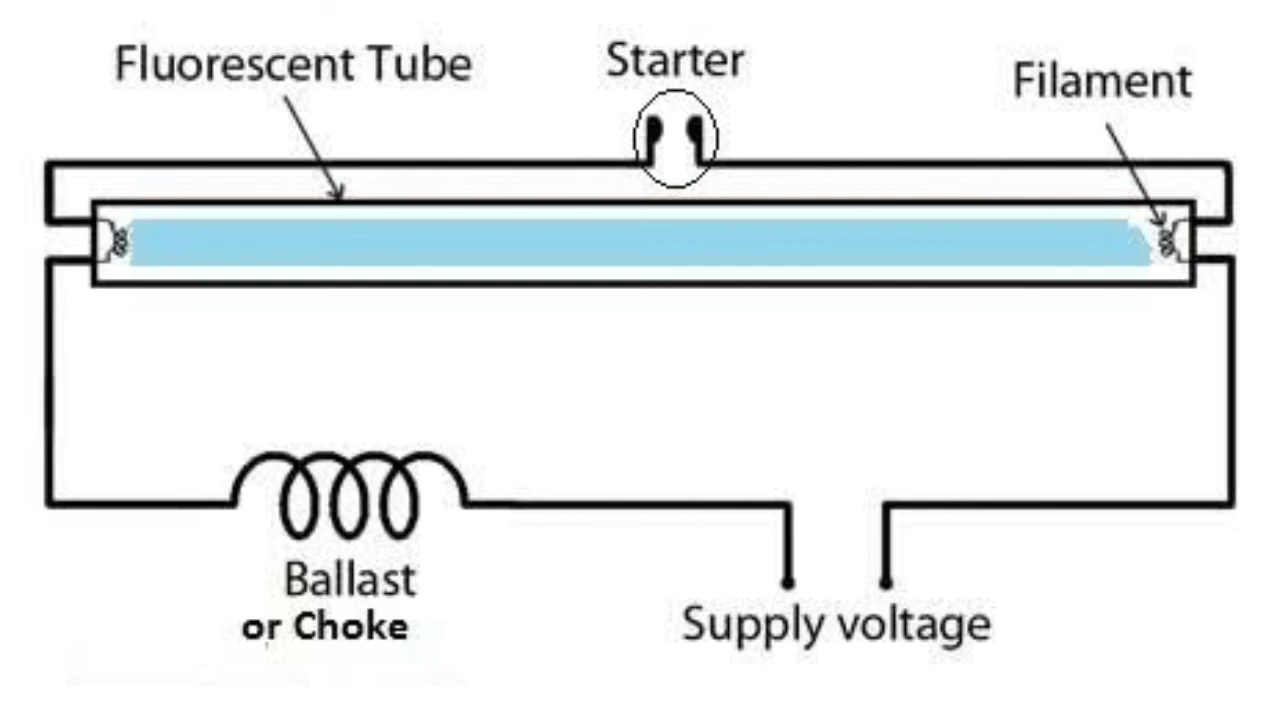 Fluorescent Tube
Starter
Filament
Ballast
or Choke
Supply voltage